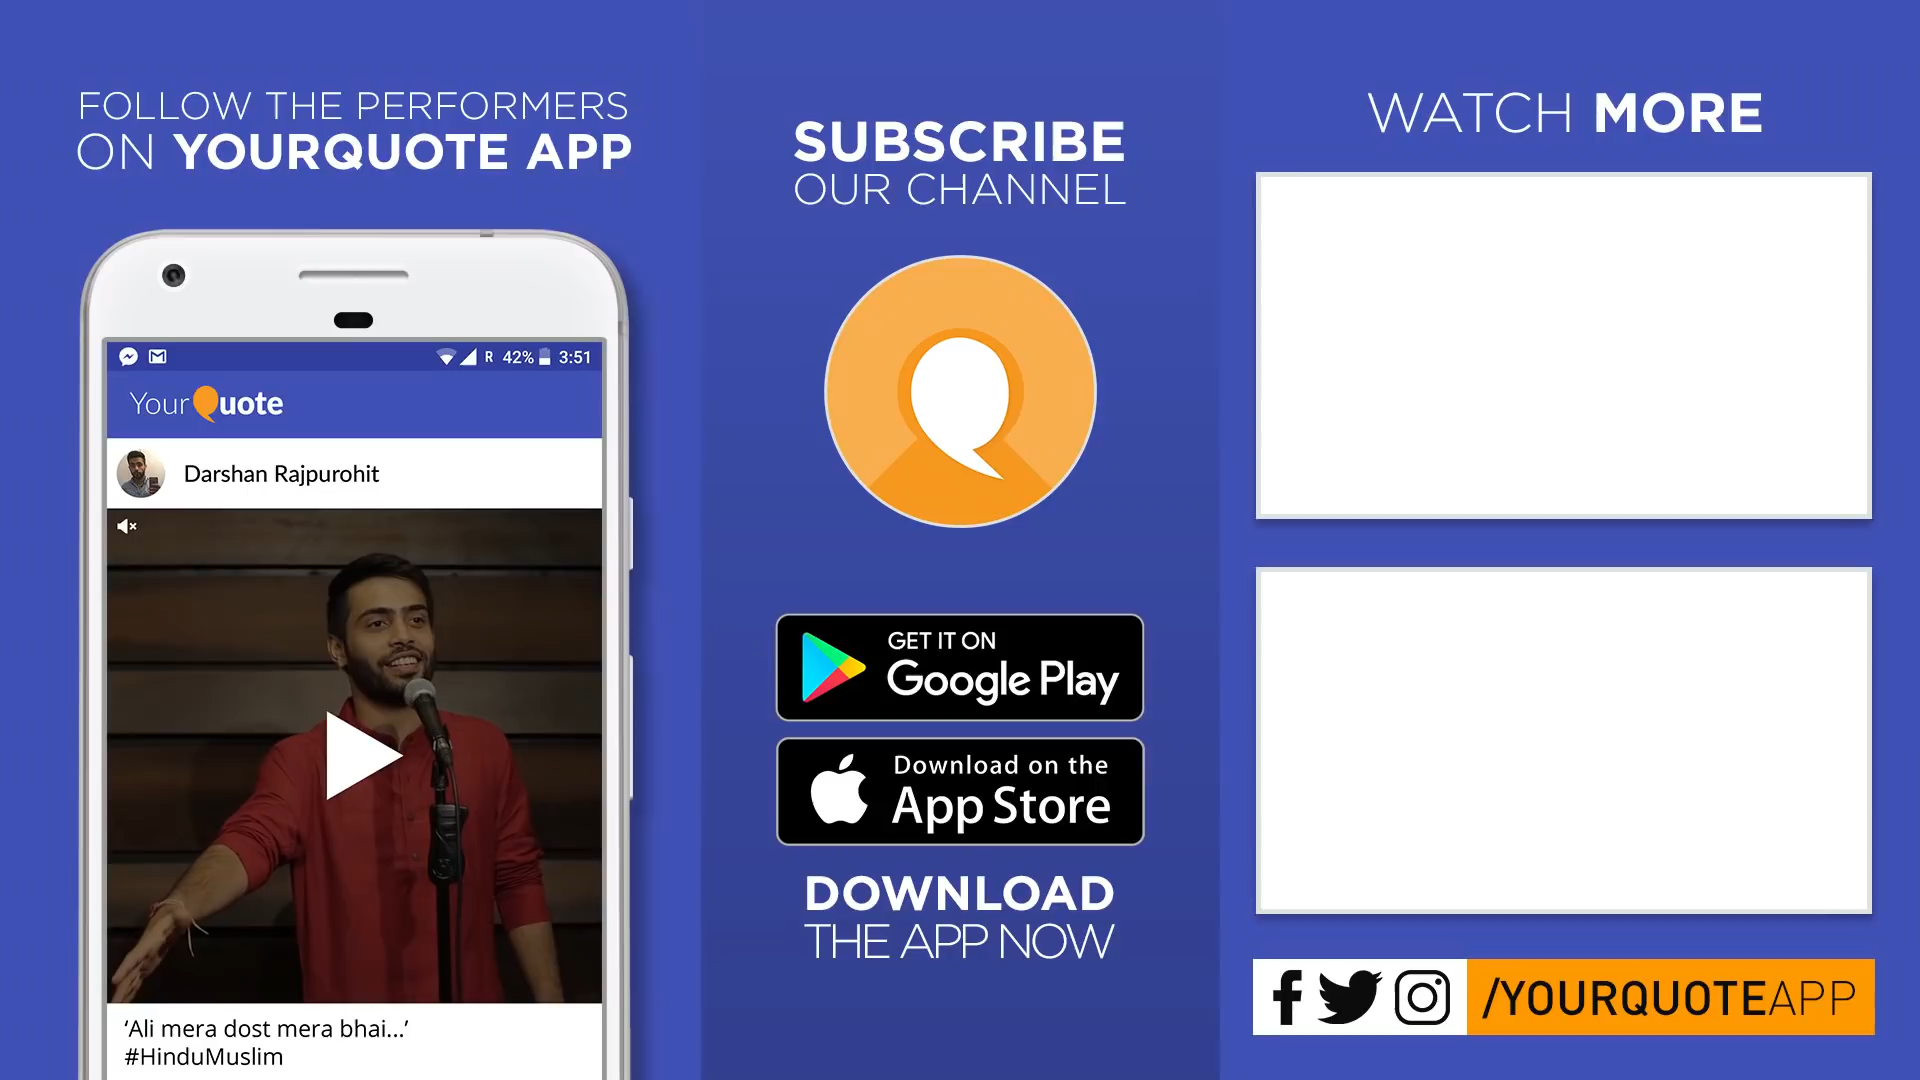 FOLLOW THE PERFORMERS
ON YOURQUOTE APP
R 42% 3:51
YourQuote
Darshan Rajpurohit
‘Ali mera dost mera bhai...’
#HinduMuslim
SUBSCRIBE
OUR CHANNEL
GET IT ON
Google Play
Download on the
App Store
DOWNLOAD
THE APP NOW
WATCH MORE
/YOURQUOTEAPP